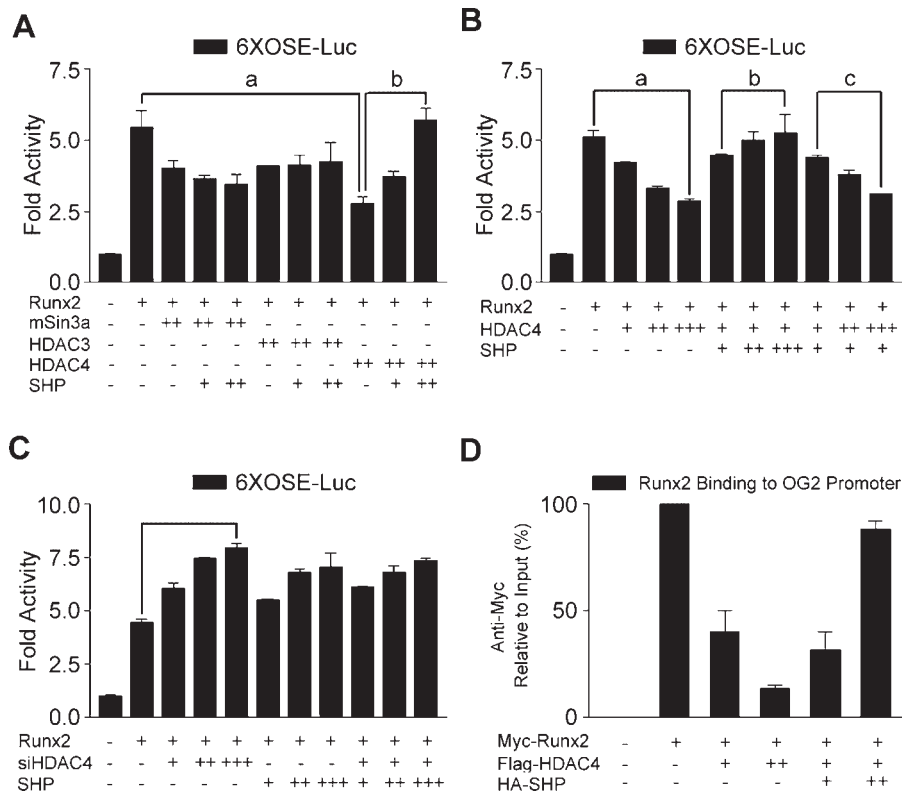 A
6XOSE-Luc
7.5
5.0
2.5
0.0
Fold Activity
a
b
Runx2 - + + + + + + + + + +
mSin3a - - ++ ++ ++ - - - - - -
HDAC3 - - - - - ++ ++ ++ - - -
HDAC4 - - - - - - - - ++ ++ ++
SHP - - - + ++ - + ++ - + ++
B
6XOSE-Luc
7.5
5.0
2.5
0.0
Fold Activity
a
b
c
Runx2 - + + + + + + + + + +
HDAC4 - - + ++ +++ + + + + ++ +++
SHP - - - - - + ++ +++ + + +
C
6XOSE-Luc
10.0
7.5
5.0
2.5
0.0
Fold Activity
Runx2 - + + + + + + + + + +
siHDAC4 - - + ++ +++ - - - + + +
SHP - - - - - + ++ +++ + ++ +++
D
Runx2 Binding to OG2 Promoter
100
50
0
Anti-Myc
Relative to Input (%)
Myc-Runx2 - + + + + +
Flag-HDAC4 - - + ++ + +
HA-SHP - - - - + ++